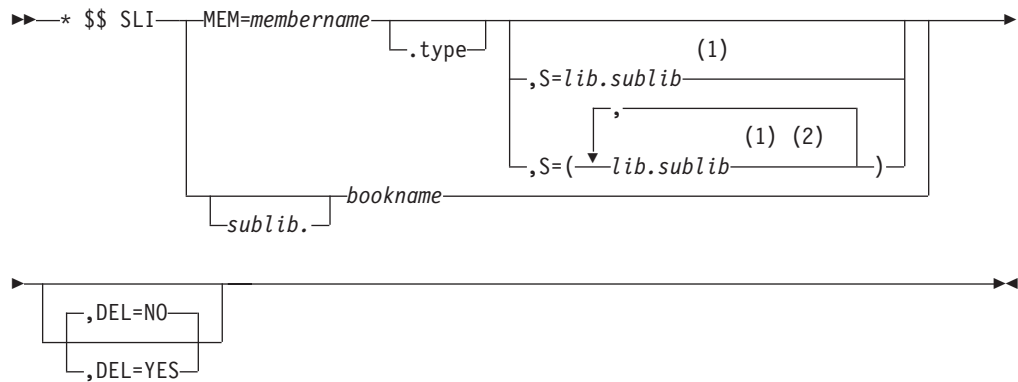 * $$ SLI MEM=membername
.type
(1)
,S=lib.sublib
,
(1) (2)
,S=( lib.sublib )
bookname
sublib.
,DEL=NO
,DEL=YES